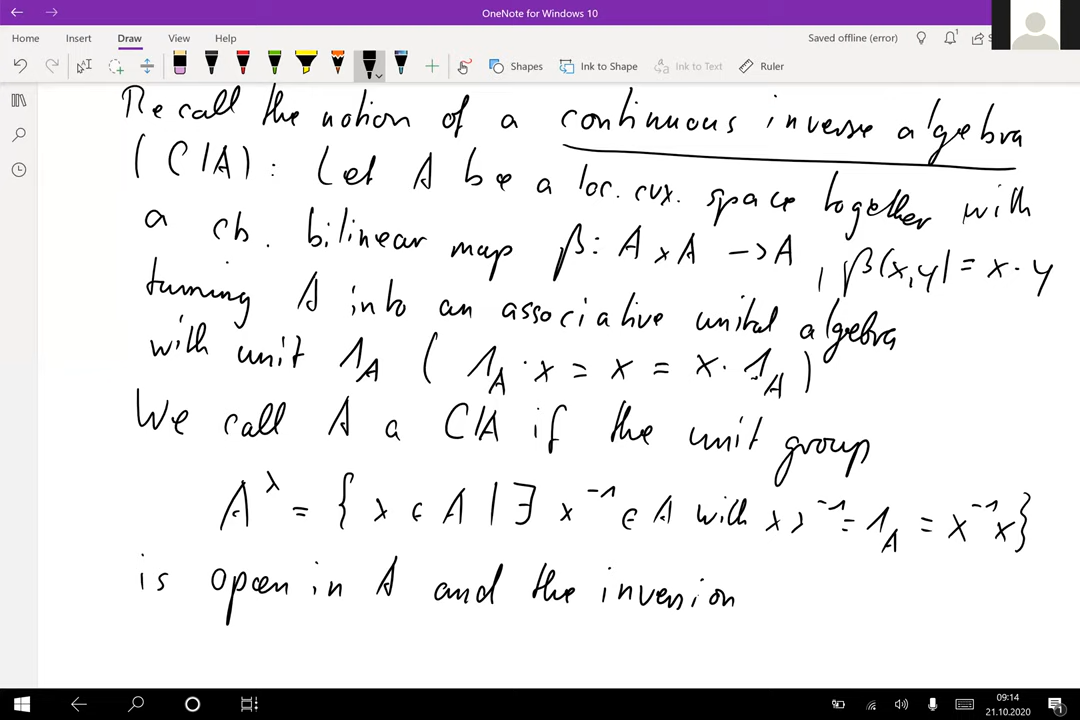 OneNote for Windows 10
Home Insert Draw View Help
Saved offline (error)
Shapes Ink to Shape Ink to Text Ruler
Recall the notion of a continuous inverse algebra
(CIA): Let A be a loc. cvx. space together with
a cts. bilinear map β: A × A → A , β(x,y) = x · y
turning A into an associative unital algebra
with unit 1_A ( 1_A · x = x = x · 1_A )
We call A a CIA if the unit group
A^× = { x ∈ A | ∃ x^{-1} ∈ A with x x^{-1} = 1_A = x^{-1} x }
is open in A and the inversion
09:14
21.10.2020